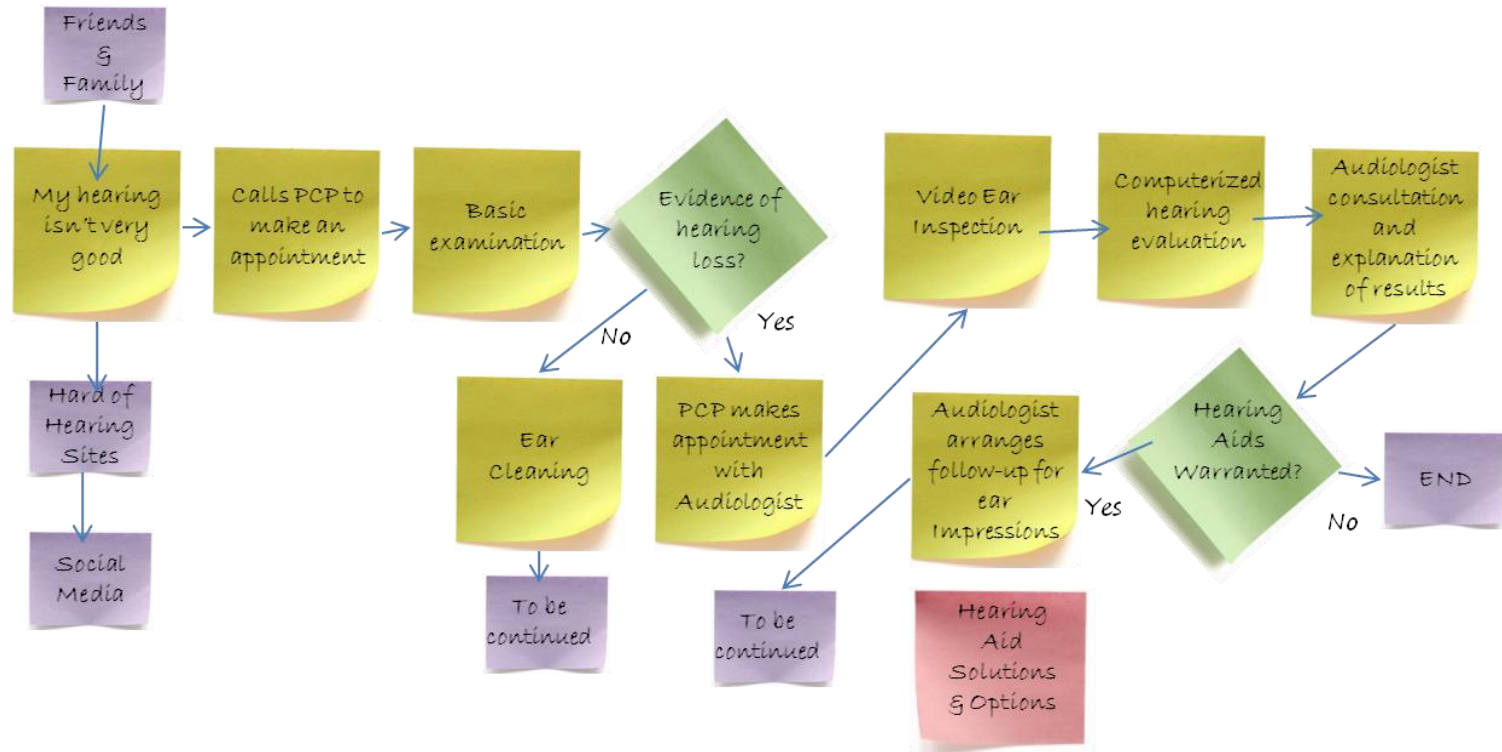 Friends
&
Family
My hearing
isn't very
good
Calls PCP to
make an
appointment
Basic
examination
Evidence of
hearing
loss?
Video Ear
Inspection
Computerized
hearing
evaluation
Audiologist
consultation
and
explanation
of results
No
Yes
Hard of
Hearing
Sites
Social
Media
Ear
Cleaning
PCP makes
appointment
with
Audiologist
Audiologist
arranges
follow-up for
ear
Impressions
Yes
Hearing
Aids
Warranted?
No
END
To be
continued
To be
continued
Hearing
Aid
Solutions
& Options